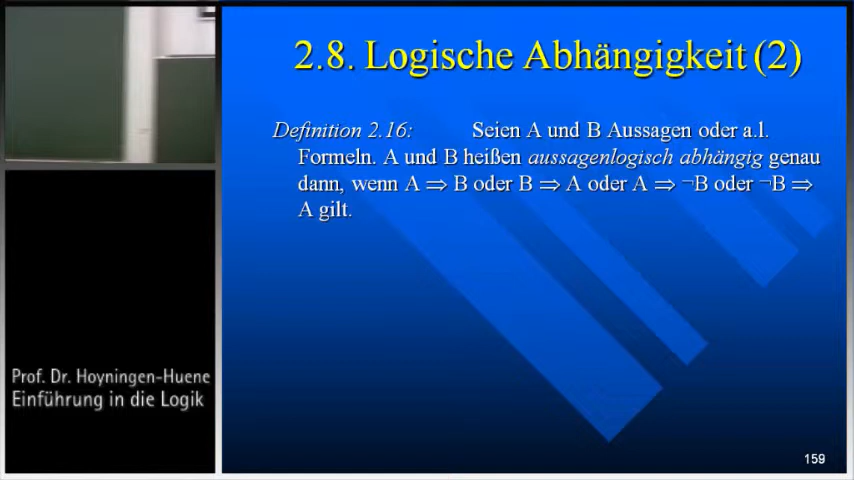 2.8. Logische Abhängigkeit (2)
Definition 2.16: Seien A und B Aussagen oder a.l.
Formeln. A und B heißen aussagenlogisch abhängig genau
dann, wenn A ⇒ B oder B ⇒ A oder A ⇒ ¬B oder ¬B ⇒
A gilt.
Prof. Dr. Hoyningen-Huene
Einführung in die Logik
159